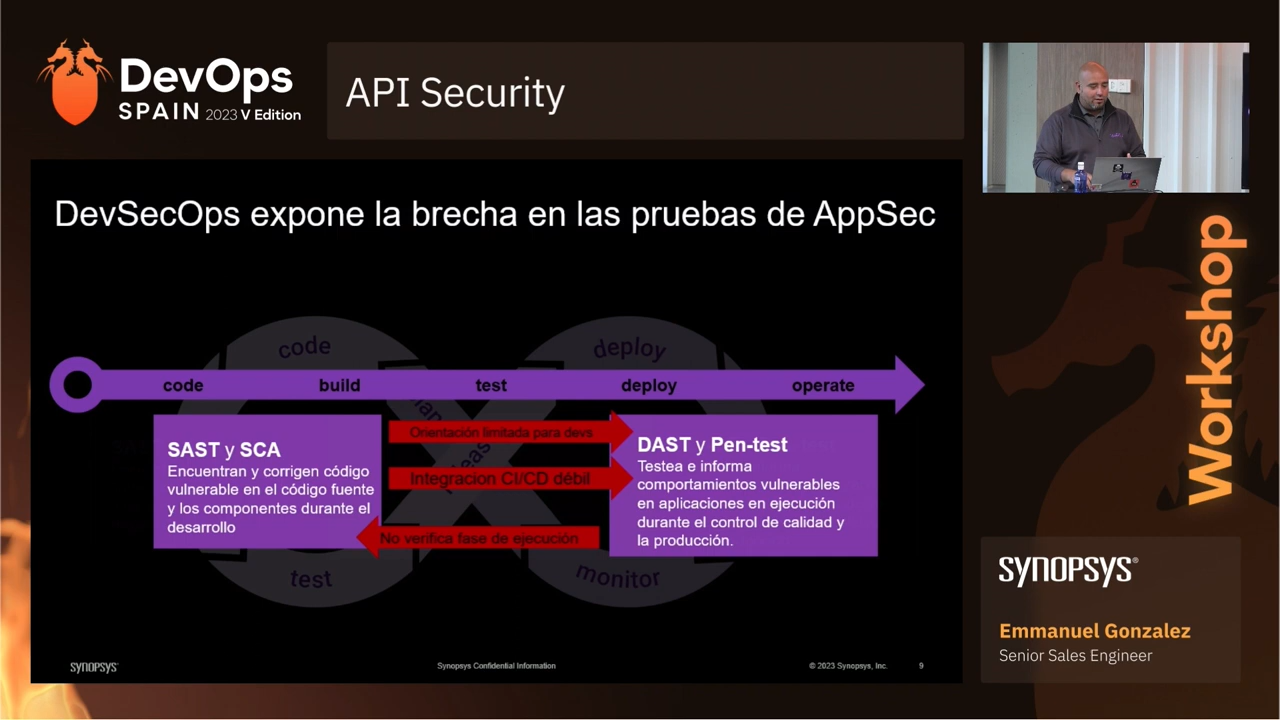 DevOps
SPAIN 2023 V Edition
API Security
DevSecOps expone la brecha en las pruebas de AppSec
code
deploy
code build test deploy operate
SAST y SCA
Encuentran y corrigen código
vulnerable en el código fuente
y los componentes durante el
desarrollo
Orientación limitada para devs
Integracion CI/CD débil
No verifica fase de ejecución
DAST y Pen-test
Testea e informa
comportamientos vulnerables
en aplicaciones en ejecución
durante el control de calidad y
la producción.
test
monitor
SYNOPSYS
Synopsys Confidential Information
© 2023 Synopsys, Inc.
9
Workshop
SYNOPSYS®
Emmanuel Gonzalez
Senior Sales Engineer